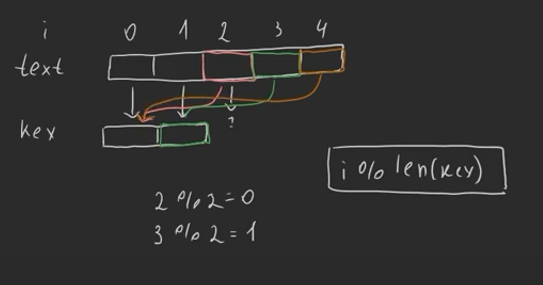 i 0 1 2 3 4
text
?
key
i % len(key)
2 % 2 = 0
3 % 2 = 1